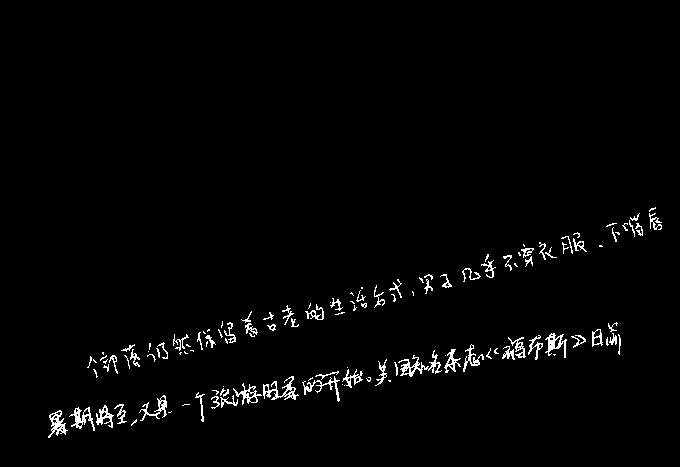 个部落仍然保留着古老的生活方式，男子几乎不穿衣服、下嘴唇
暑期将至，又是一个旅游旺季的开始。美国知名杂志《福布斯》日前